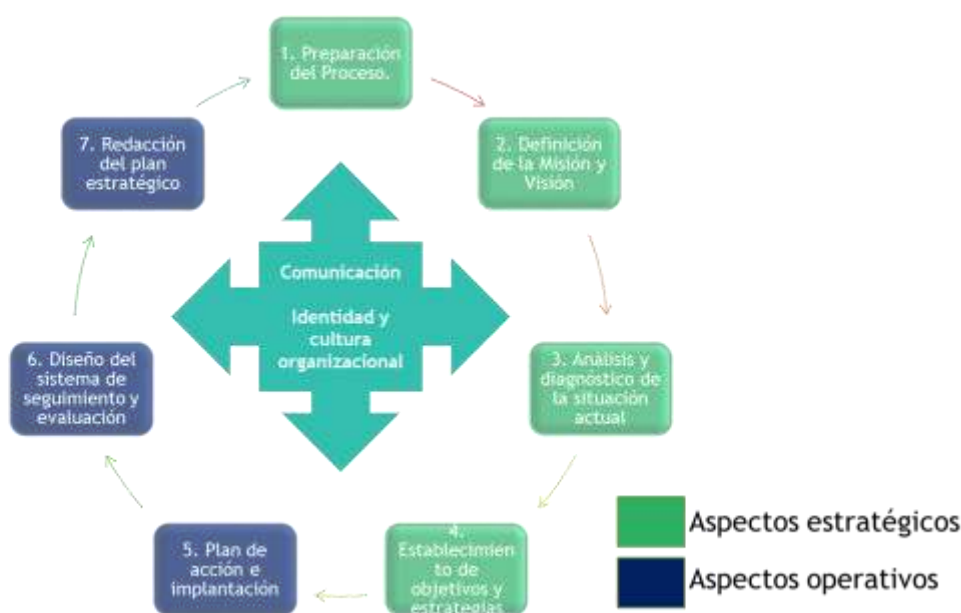 1. Preparación
del Proceso.
2. Definición
de la Misión y
Visión
3. Análisis y
diagnóstico de
la situación
actual
4.
Establecimien
to de
objetivos y
estrategias
5. Plan de
acción e
implantación
6. Diseño del
sistema de
seguimiento y
evaluación
7. Redacción
del plan
estratégico
Comunicación
Identidad y
cultura
organizacional
Aspectos estratégicos
Aspectos operativos